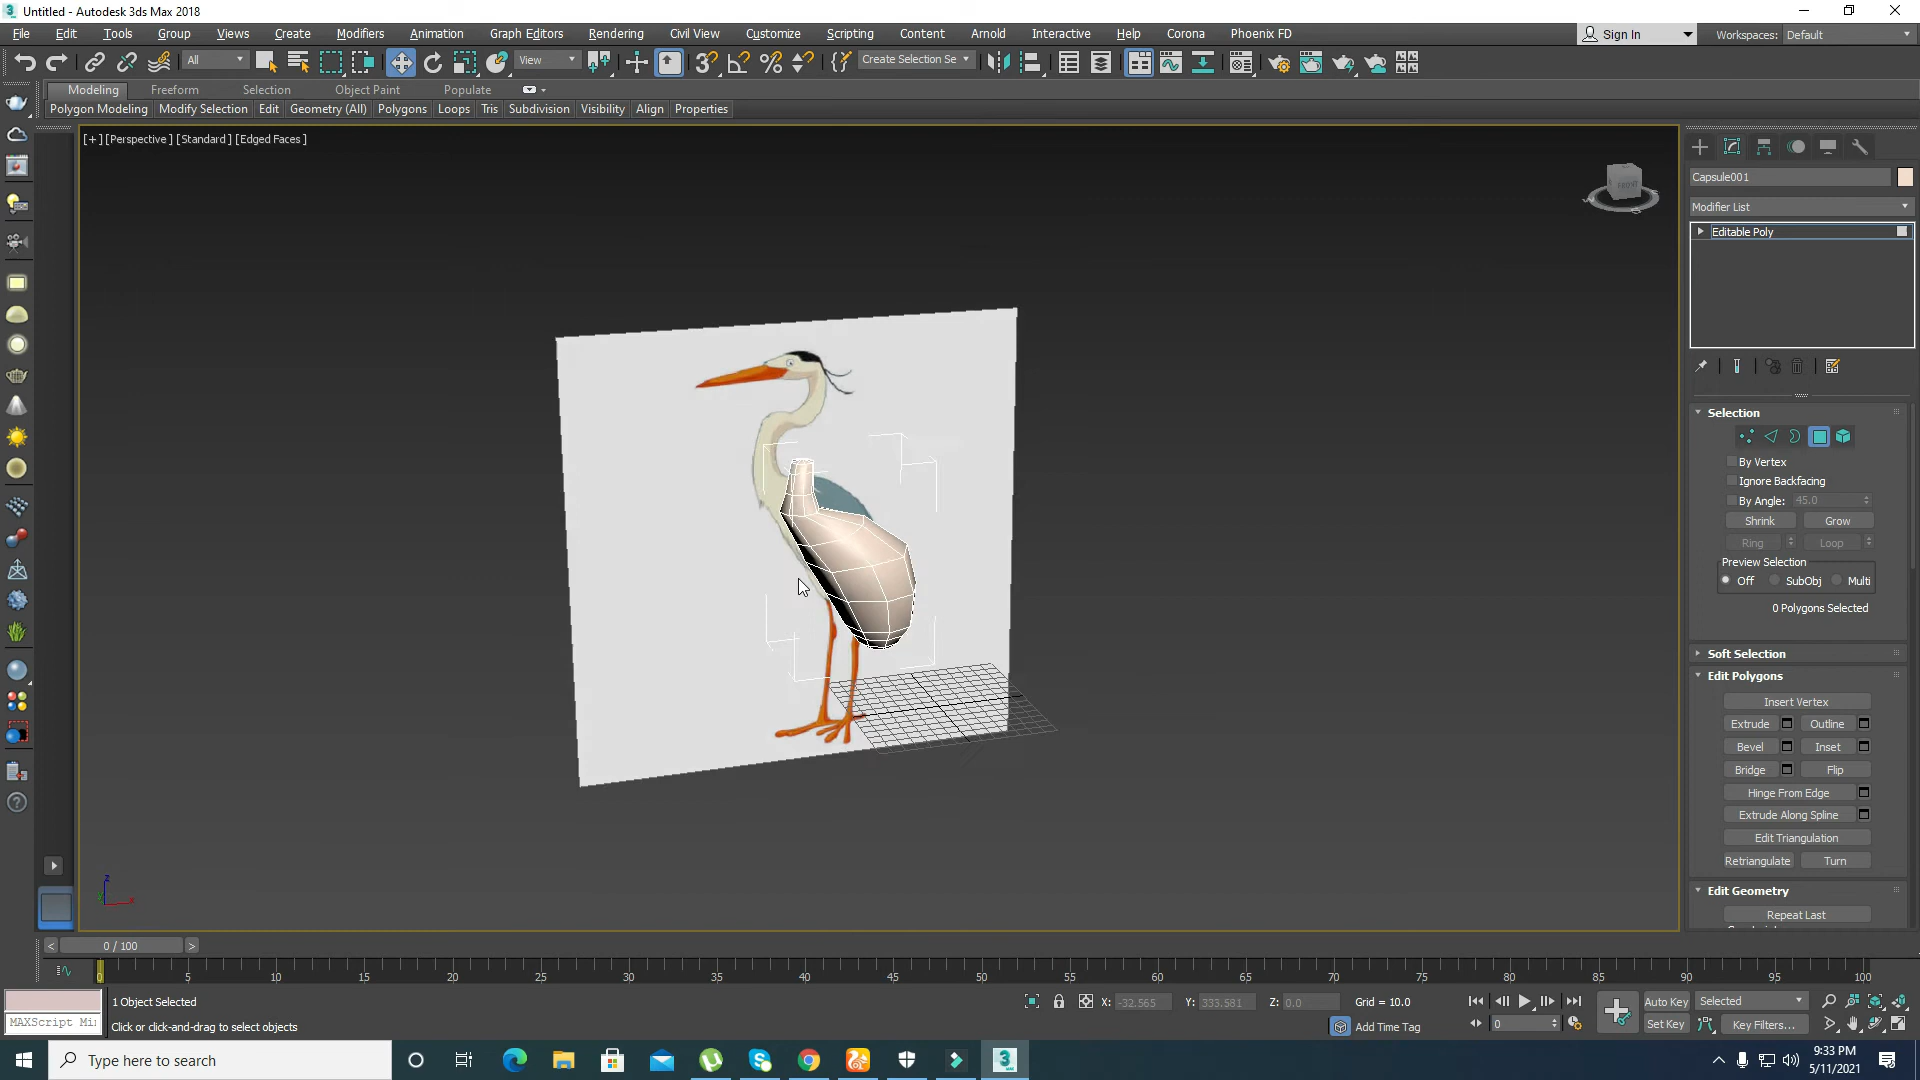 Untitled - Autodesk 3ds Max 2018
File Edit Tools Group Views Create Modifiers Animation Graph Editors Rendering Civil View Customize Scripting Content Arnold Interactive Help Corona Phoenix FD
Sign In
Workspaces: Default
All
View
Create Selection Se
Modeling Freeform Selection Object Paint Populate
Polygon Modeling Modify Selection Edit Geometry (All) Polygons Loops Tris Subdivision Visibility Align Properties
[+] [Perspective] [Standard] [Edged Faces]
FRONT
Capsule001
Modifier List
Editable Poly
Selection
By Vertex
Ignore Backfacing
By Angle: 45.0
Shrink Grow
Ring Loop
Preview Selection
Off SubObj Multi
0 Polygons Selected
Soft Selection
Edit Polygons
Insert Vertex
Extrude Outline
Bevel Inset
Bridge Flip
Hinge From Edge
Extrude Along Spline
Edit Triangulation
Retriangulate Turn
Edit Geometry
Repeat Last
< 0 / 100 >
0 5 10 15 20 25 30 35 40 45 50 55 60 65 70 75 80 85 90 95 100
1 Object Selected
X: -32.565 Y: 333.581 Z: 0.0 Grid = 10.0
Auto Key Selected
MAXScript Mi
Click or click-and-drag to select objects
Add Time Tag
0
Set Key Key Filters...
Type here to search
9:33 PM
5/11/2021